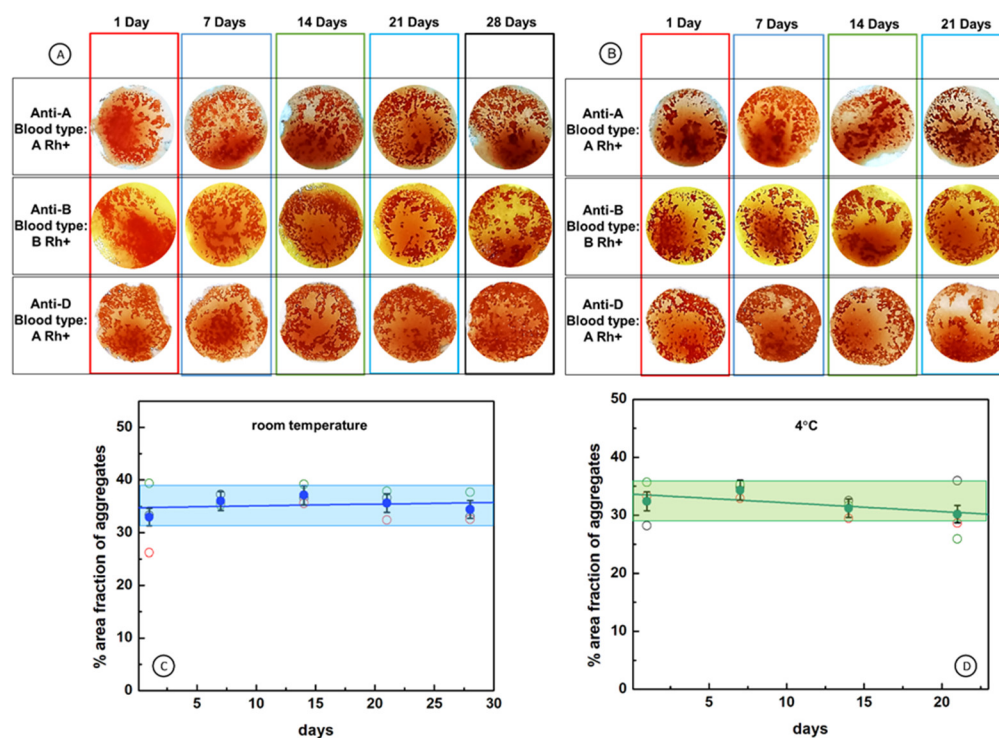 1 Day 7 Days 14 Days 21 Days 28 Days
A
Anti-A
Blood type:
A Rh+
Anti-B
Blood type:
B Rh+
Anti-D
Blood type:
A Rh+
1 Day 7 Days 14 Days 21 Days
B
Anti-A
Blood type:
A Rh+
Anti-B
Blood type:
B Rh+
Anti-D
Blood type:
A Rh+
room temperature
% area fraction of aggregates
50
40
30
20
10
0
C
0 5 10 15 20 25 30
days
4°C
% area fraction of aggregates
50
40
30
20
10
0
D
5 10 15 20
days